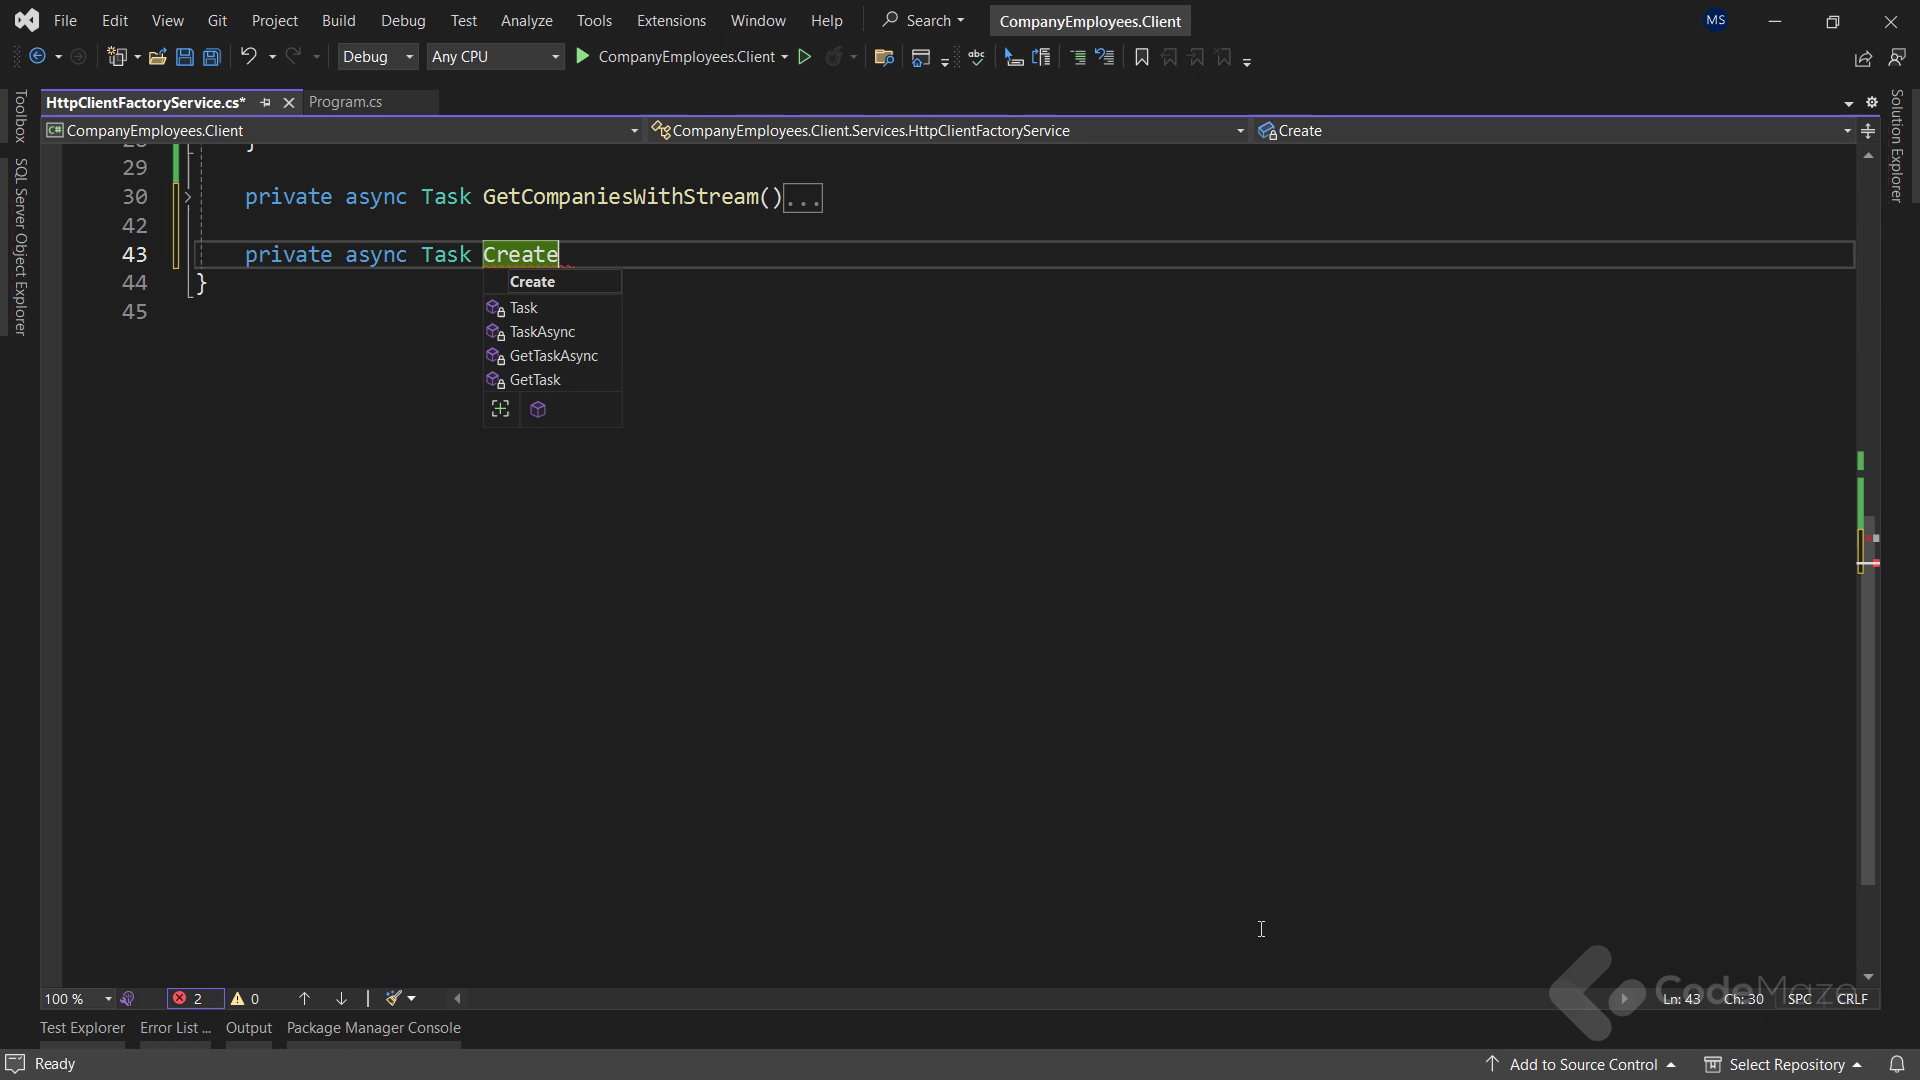 File Edit View Git Project Build Debug Test Analyze Tools Extensions Window Help Search CompanyEmployees.Client MS
Debug Any CPU CompanyEmployees.Client
Toolbox
SQL Server Object Explorer
Solution Explorer
HttpClientFactoryService.cs* Program.cs
CompanyEmployees.Client CompanyEmployees.Client.Services.HttpClientFactoryService Create
28 }
29
30 private async Task GetCompaniesWithStream()...
42
43 private async Task Create
44 }
45
Create
Task
TaskAsync
GetTaskAsync
GetTask
100 % 2 0 Ln: 43 Ch: 30 SPC CRLF
CodeMaze
Test Explorer Error List ... Output Package Manager Console
Ready Add to Source Control Select Repository